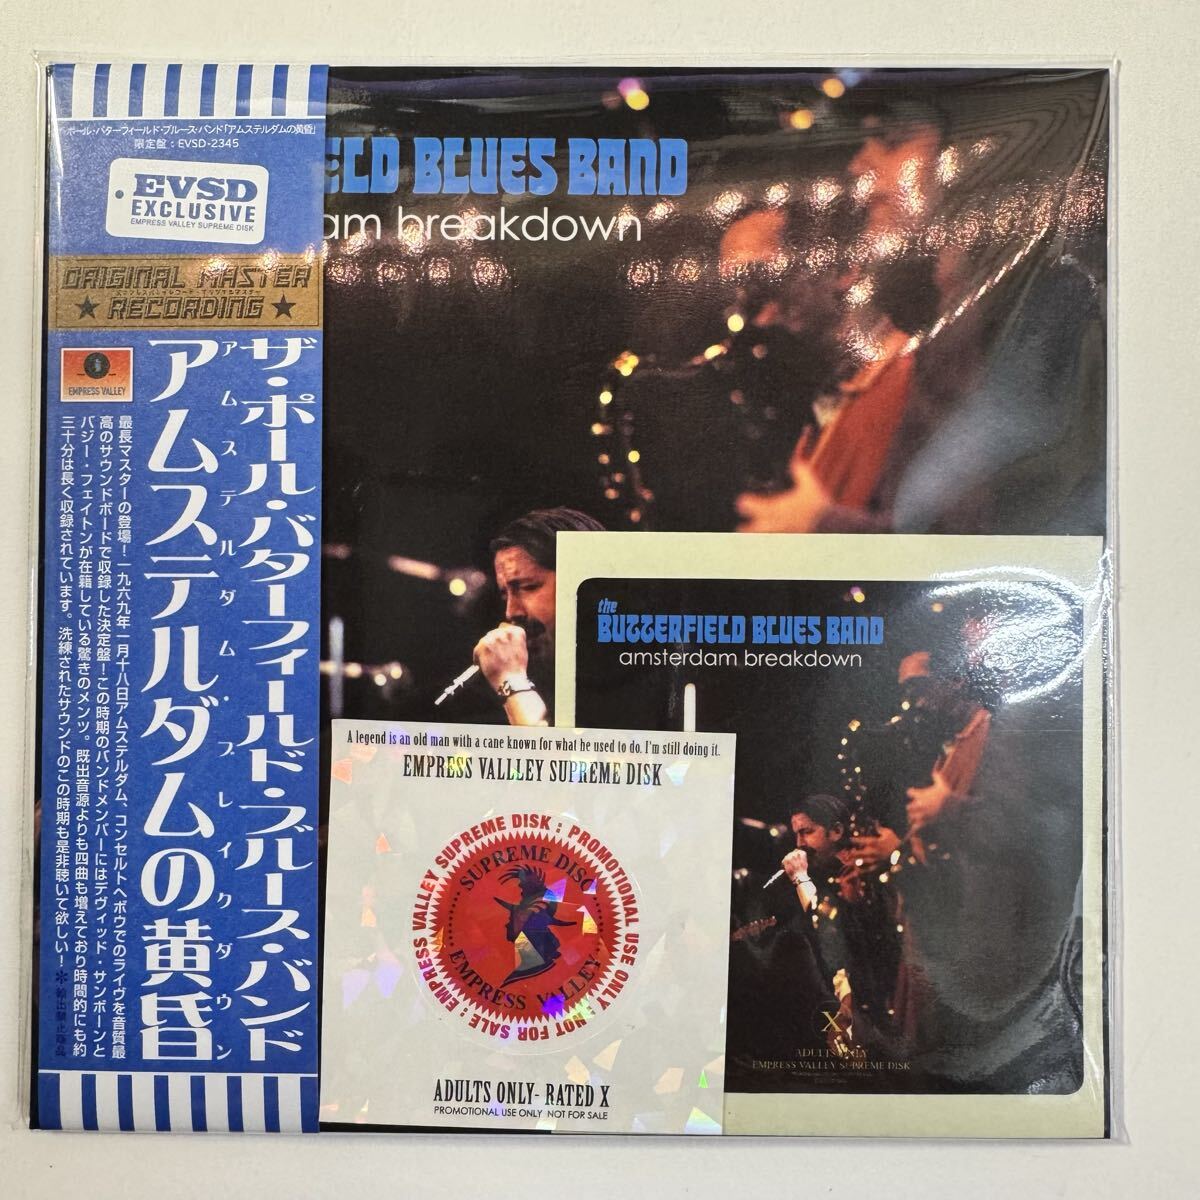 ザ・ポール・バターフィールド・ブルース・バンド「アムステルダムの黄昏」
限定盤：EVSD-2345
EVSD
EXCLUSIVE
EMPRESS VALLEY SUPREME DISK
ORIGINAL MASTER
★ RECORDING ★
EMPRESS VALLEY
ザ・ポール・バターフィールド・ブルース・バンド
アムステルダム・ブレイクダウン
アムステルダムの黄昏
最長マスターの登場！一九六九年一月十八日アムステルダム、コンセルトヘボウでのライヴを音質最
高のサウンドボードで収録した決定盤！この時期のバンドメンバーにはデヴィッド・サンボーンと
バジー・フェイトンが在籍している驚きのメンツ。既出音源よりも四曲も増えており時間的にも約
三十分は長く収録されています。洗練されたサウンドのこの時期も是非聴いて欲しい！＊輸出禁止商品
ELD BLUES BAND
am breakdown
the
BUTTERFIELD BLUES BAND
amsterdam breakdown
X
ADULTS ONLY
EMPRESS VALLEY SUPREME DISK
A legend is an old man with a cane known for what he used to do. I'm still doing it.
EMPRESS VALLLEY SUPREME DISK
EMPRESS VALLEY SUPREME DISK : PROMOTIONAL USE ONLY : NOT FOR SALE :
SUPREME DISC
EMPRESS VALLEY
ADULTS ONLY- RATED X
PROMOTIONAL USE ONLY NOT FOR SALE